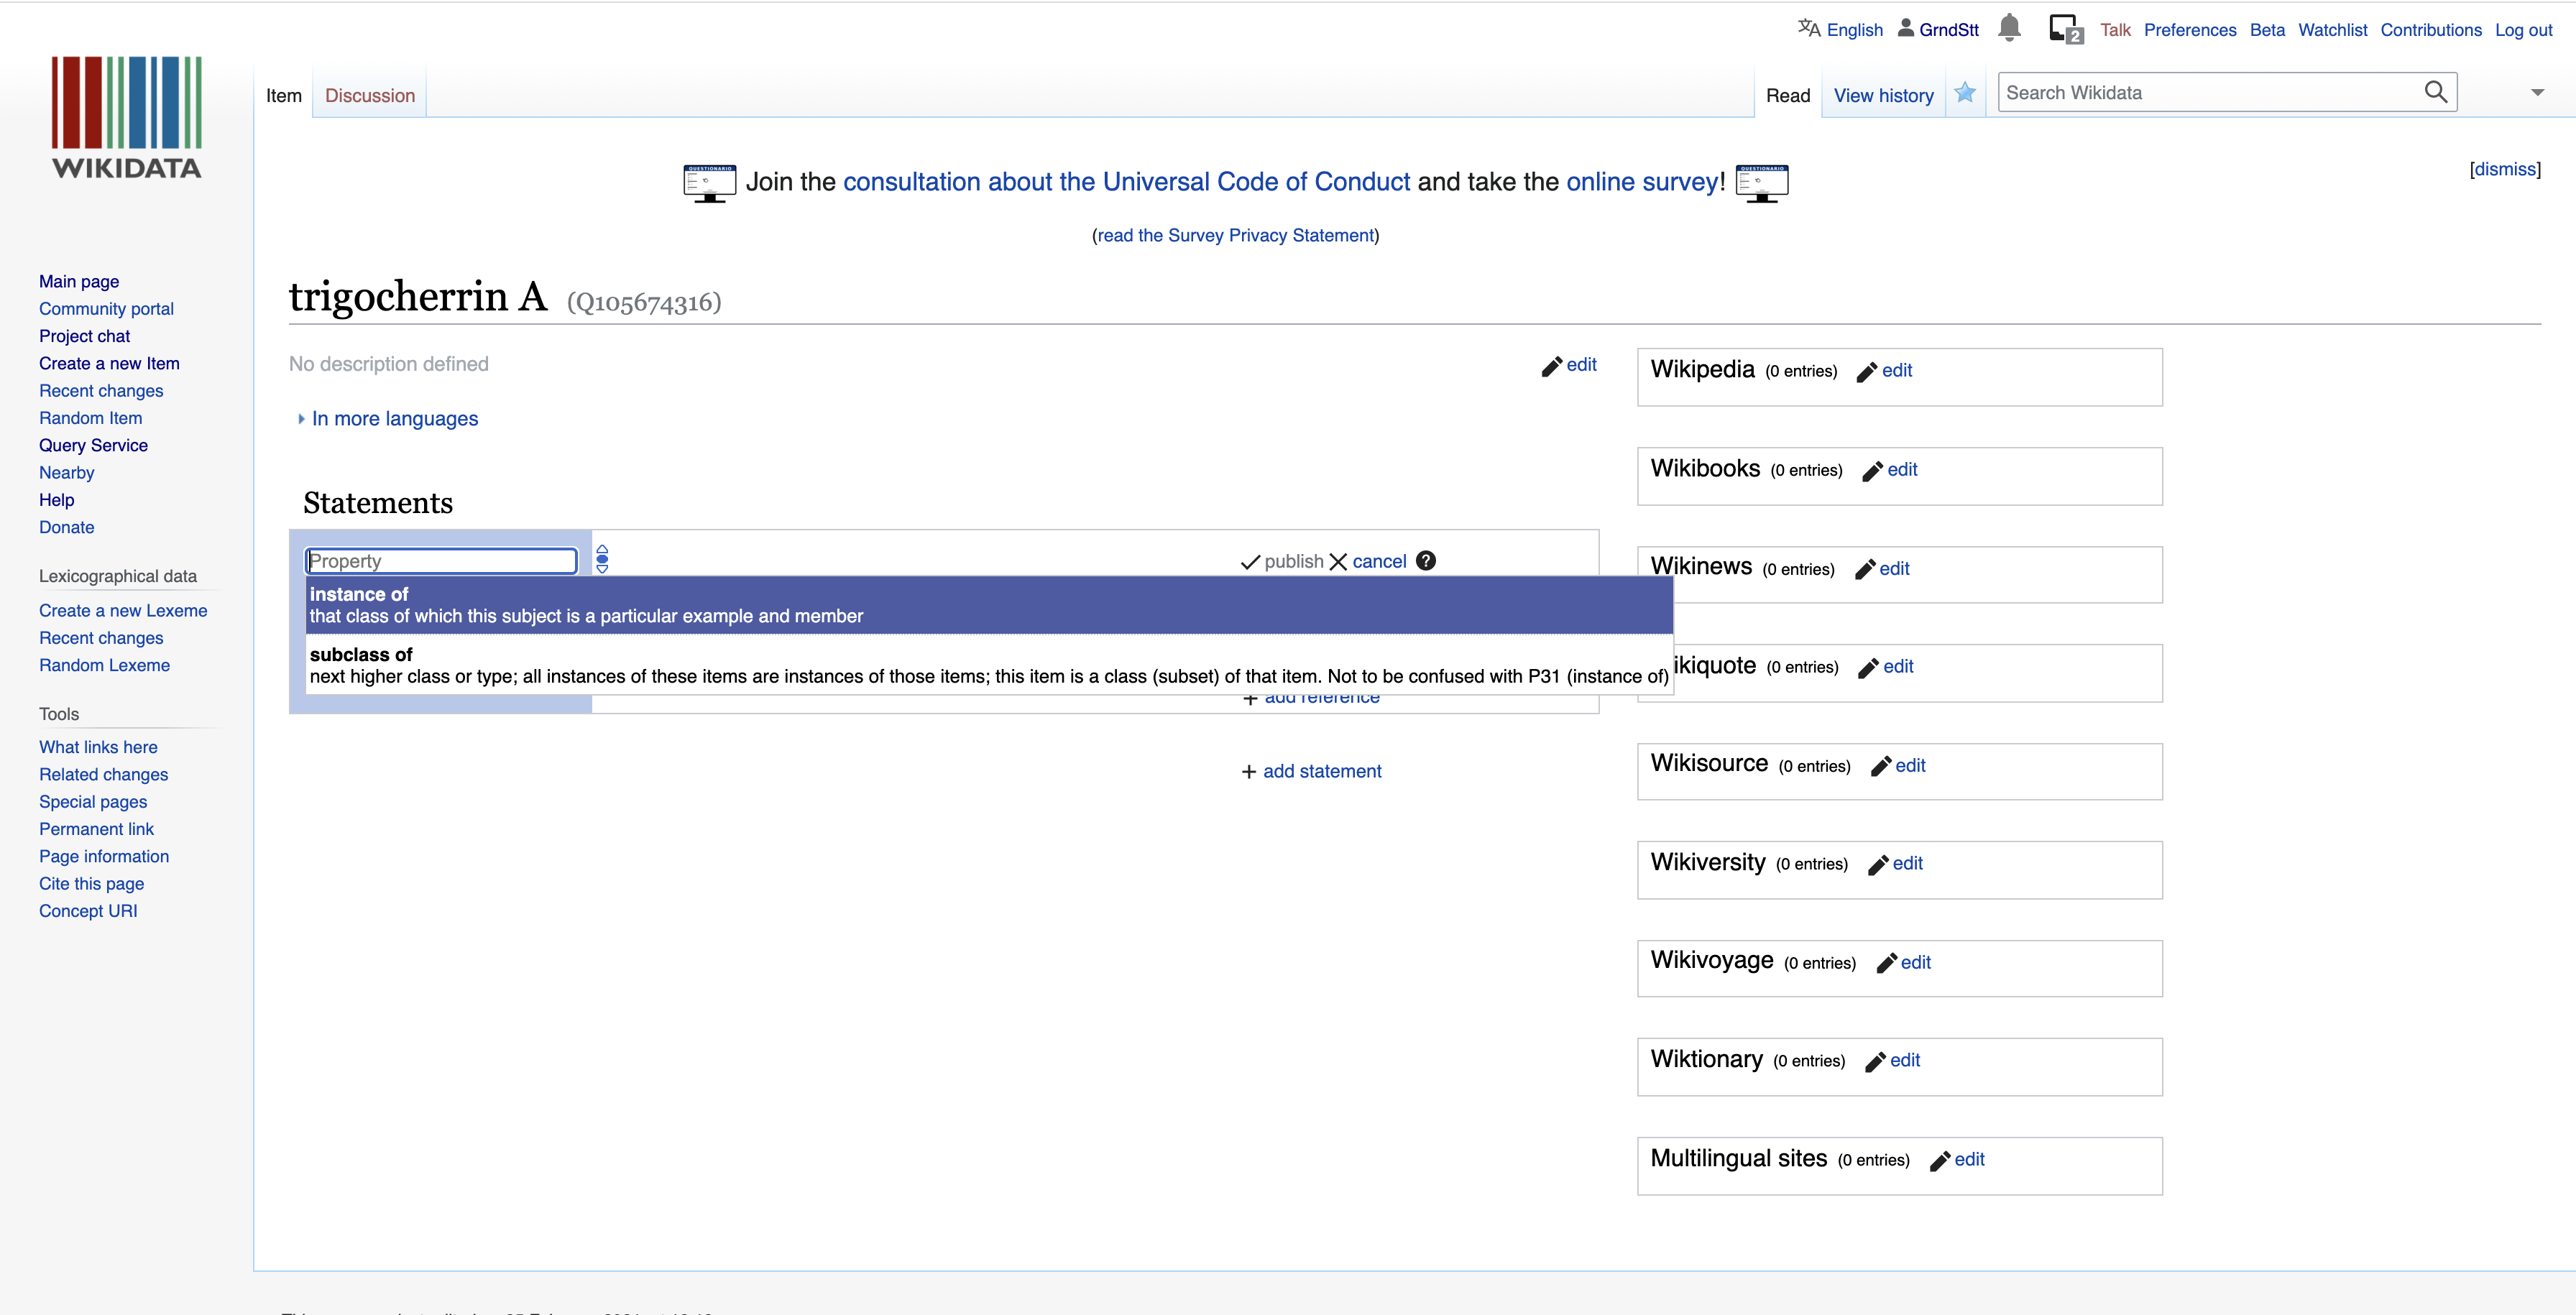 English GrndStt 2 Talk Preferences Beta Watchlist Contributions Log out
WIKIDATA
Item Discussion Read View history Search Wikidata
QUESTIONARIO Join the consultation about the Universal Code of Conduct and take the online survey! QUESTIONARIO [dismiss]
(read the Survey Privacy Statement)
Main page
Community portal
Project chat
Create a new Item
Recent changes
Random Item
Query Service
Nearby
Help
Donate
Lexicographical data
Create a new Lexeme
Recent changes
Random Lexeme
Tools
What links here
Related changes
Special pages
Permanent link
Page information
Cite this page
Concept URI
trigocherrin A (Q105674316)
No description defined edit
In more languages
Statements
Property publish cancel ?
instance of
that class of which this subject is a particular example and member
subclass of
next higher class or type; all instances of these items are instances of those items; this item is a class (subset) of that item. Not to be confused with P31 (instance of)
+ add reference
+ add statement
Wikipedia (0 entries) edit
Wikibooks (0 entries) edit
Wikinews (0 entries) edit
ikiquote (0 entries) edit
Wikisource (0 entries) edit
Wikiversity (0 entries) edit
Wikivoyage (0 entries) edit
Wiktionary (0 entries) edit
Multilingual sites (0 entries) edit